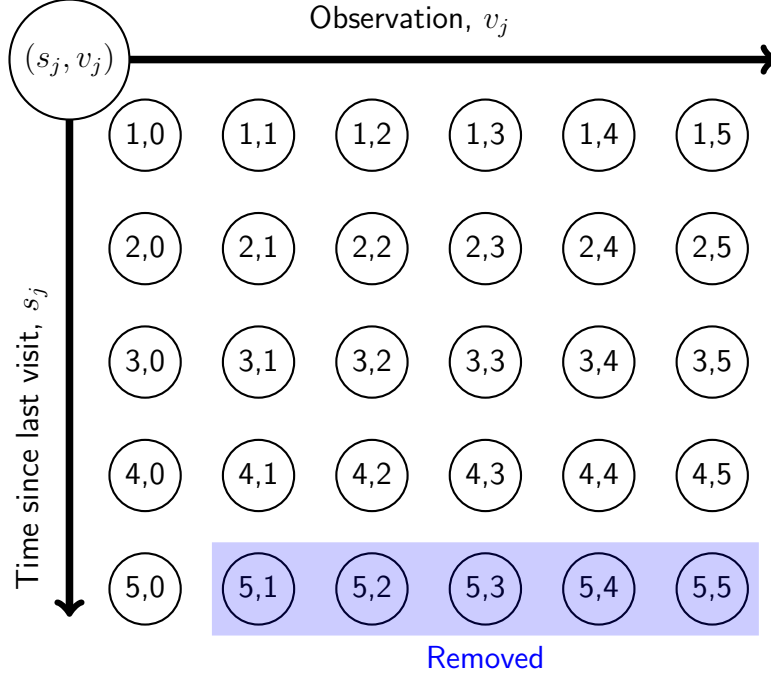 Observation, v_j
(s_j, v_j)
1,0 1,1 1,2 1,3 1,4 1,5
2,0 2,1 2,2 2,3 2,4 2,5
3,0 3,1 3,2 3,3 3,4 3,5
4,0 4,1 4,2 4,3 4,4 4,5
5,0 5,1 5,2 5,3 5,4 5,5
Time since last visit, s_j
Removed